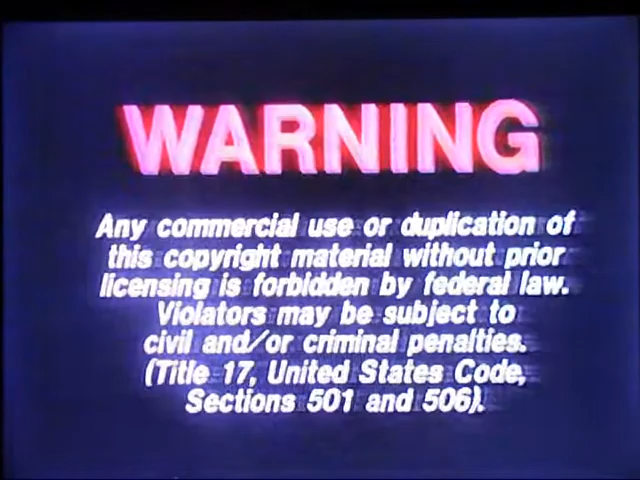 WARNING
Any commercial use or duplication of
this copyright material without prior
licensing is forbidden by federal law.
Violators may be subject to
civil and/or criminal penalties.
(Title 17, United States Code,
Sections 501 and 506).